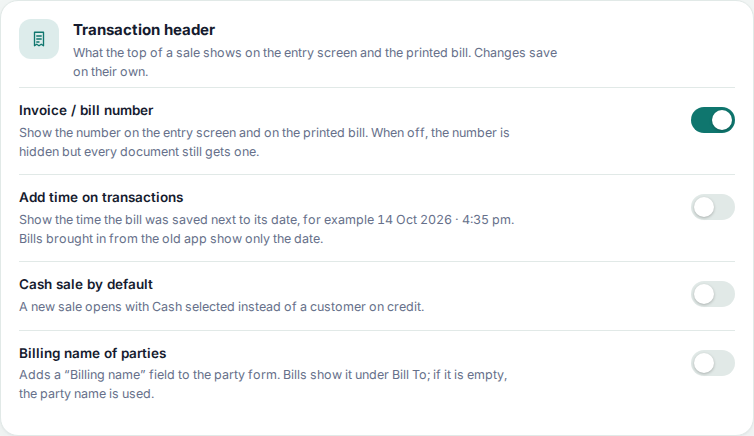 Transaction header
What the top of a sale shows on the entry screen and the printed bill. Changes save
on their own.
Invoice / bill number
Show the number on the entry screen and on the printed bill. When off, the number is
hidden but every document still gets one.
Add time on transactions
Show the time the bill was saved next to its date, for example 14 Oct 2026 · 4:35 pm.
Bills brought in from the old app show only the date.
Cash sale by default
A new sale opens with Cash selected instead of a customer on credit.
Billing name of parties
Adds a “Billing name” field to the party form. Bills show it under Bill To; if it is empty,
the party name is used.